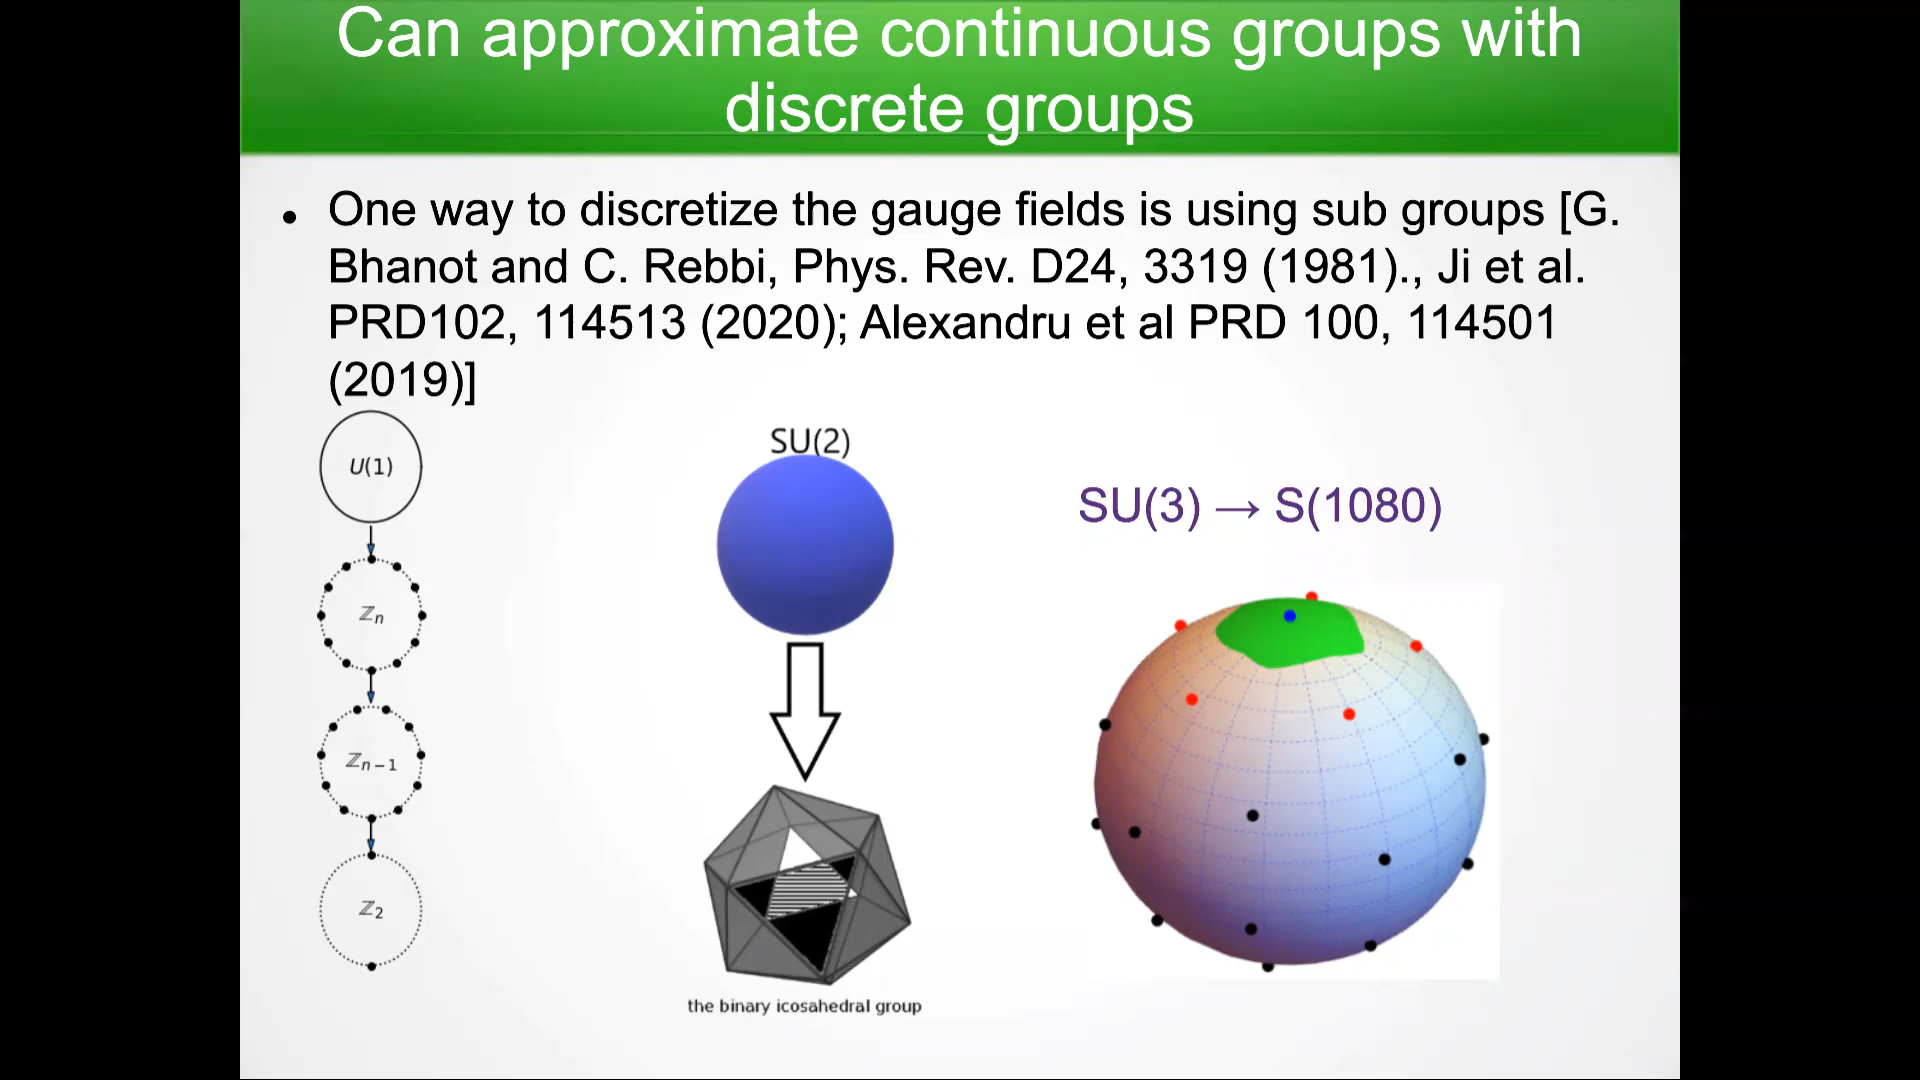 Can approximate continuous groups with
discrete groups
• One way to discretize the gauge fields is using sub groups [G.
Bhanot and C. Rebbi, Phys. Rev. D24, 3319 (1981)., Ji et al.
PRD102, 114513 (2020); Alexandru et al PRD 100, 114501
(2019)]
U(1)
ℤn
ℤn−1
ℤ2
SU(2)
the binary icosahedral group
SU(3) → S(1080)